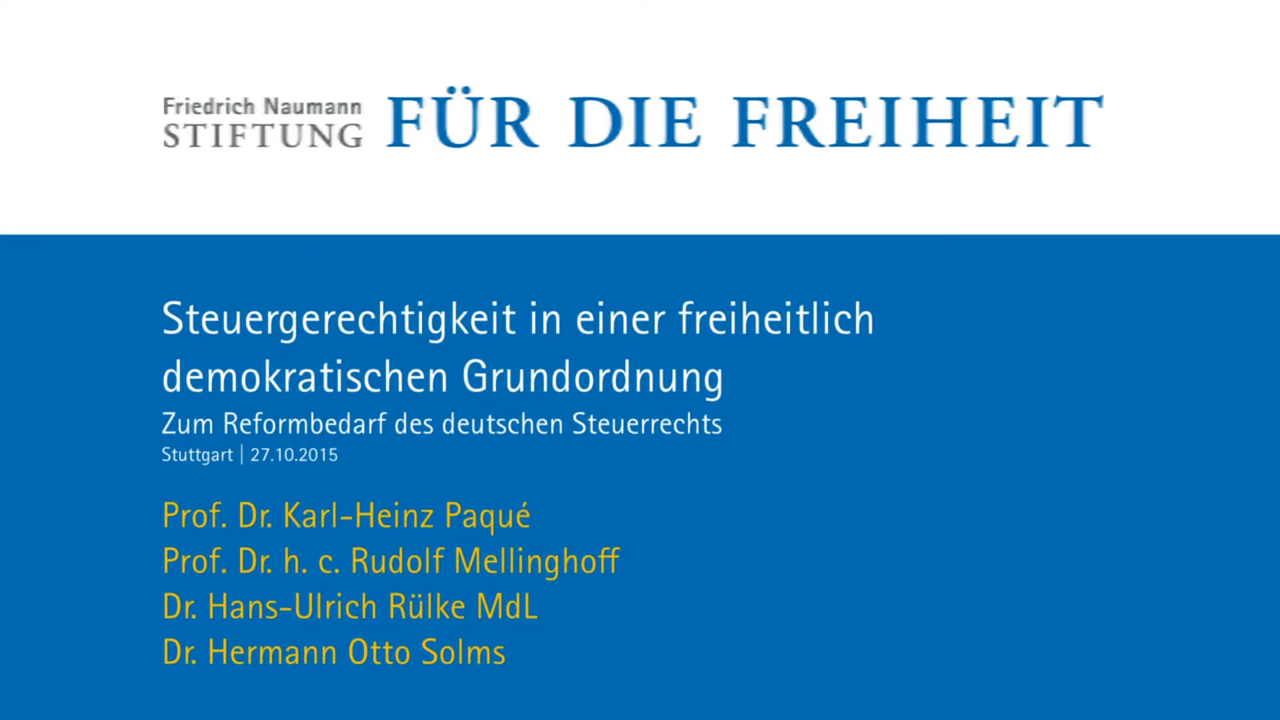 Friedrich Naumann
STIFTUNG FÜR DIE FREIHEIT
Steuergerechtigkeit in einer freiheitlich
demokratischen Grundordnung
Zum Reformbedarf des deutschen Steuerrechts
Stuttgart | 27.10.2015
Prof. Dr. Karl-Heinz Paqué
Prof. Dr. h. c. Rudolf Mellinghoff
Dr. Hans-Ulrich Rülke MdL
Dr. Hermann Otto Solms